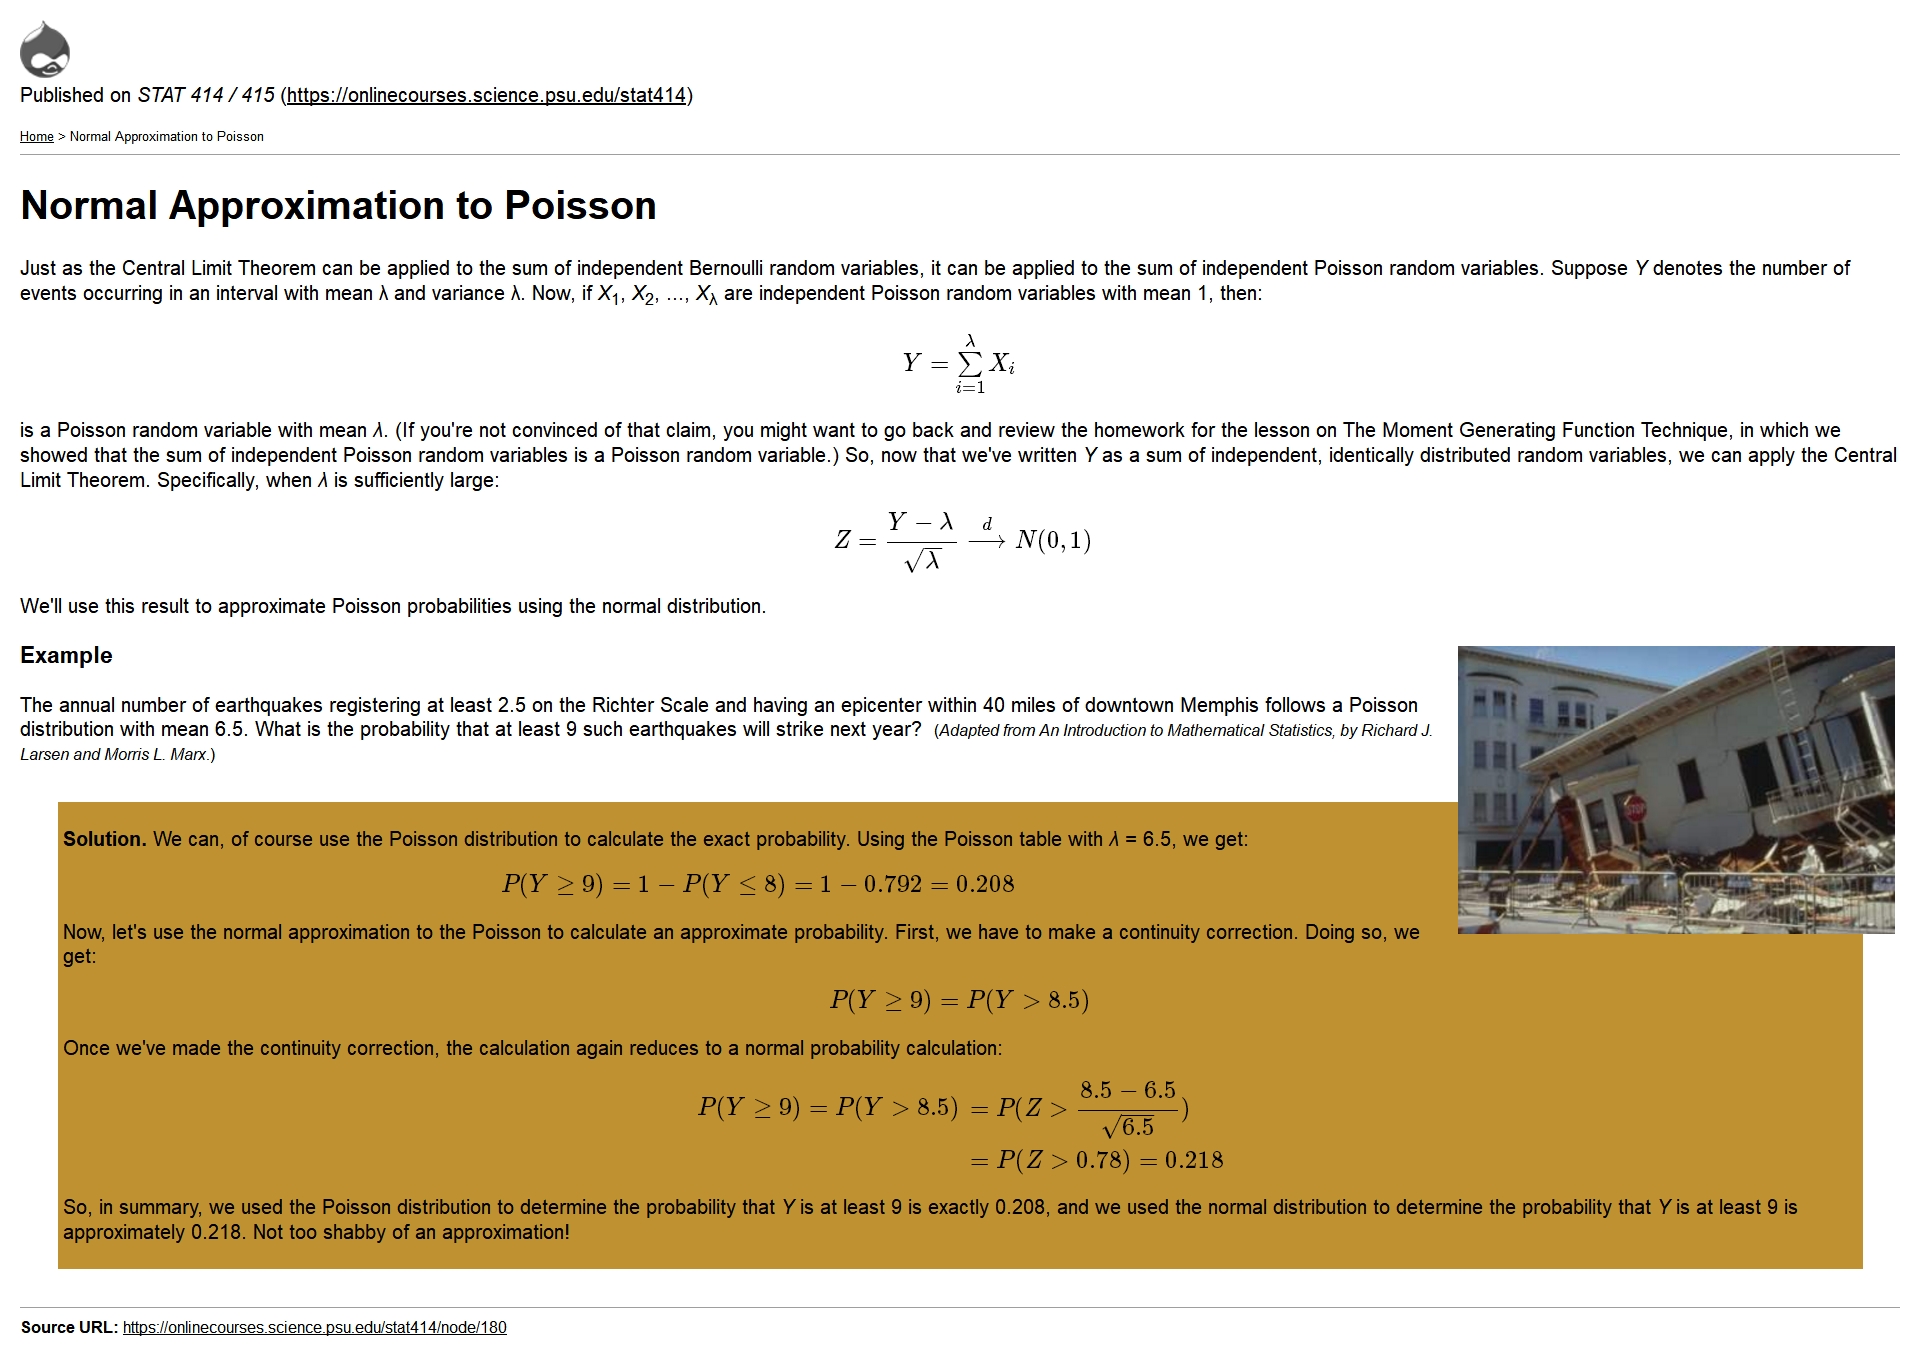 Published on STAT 414 / 415 (https://onlinecourses.science.psu.edu/stat414)
Home > Normal Approximation to Poisson
Normal Approximation to Poisson
Just as the Central Limit Theorem can be applied to the sum of independent Bernoulli random variables, it can be applied to the sum of independent Poisson random variables. Suppose Y denotes the number of
events occurring in an interval with mean λ and variance λ. Now, if X₁, X₂, ..., X_λ are independent Poisson random variables with mean 1, then:
Y = ∑_{i=1}^{λ} X_i
is a Poisson random variable with mean λ. (If you're not convinced of that claim, you might want to go back and review the homework for the lesson on The Moment Generating Function Technique, in which we
showed that the sum of independent Poisson random variables is a Poisson random variable.) So, now that we've written Y as a sum of independent, identically distributed random variables, we can apply the Central
Limit Theorem. Specifically, when λ is sufficiently large:
Z = (Y − λ)/√λ →^d N(0, 1)
We'll use this result to approximate Poisson probabilities using the normal distribution.
Example
The annual number of earthquakes registering at least 2.5 on the Richter Scale and having an epicenter within 40 miles of downtown Memphis follows a Poisson
distribution with mean 6.5. What is the probability that at least 9 such earthquakes will strike next year? (Adapted from An Introduction to Mathematical Statistics, by Richard J.
Larsen and Morris L. Marx.)
STOP
Solution. We can, of course use the Poisson distribution to calculate the exact probability. Using the Poisson table with λ = 6.5, we get:
P(Y ≥ 9) = 1 − P(Y ≤ 8) = 1 − 0.792 = 0.208
Now, let's use the normal approximation to the Poisson to calculate an approximate probability. First, we have to make a continuity correction. Doing so, we
get:
P(Y ≥ 9) = P(Y > 8.5)
Once we've made the continuity correction, the calculation again reduces to a normal probability calculation:
P(Y ≥ 9) = P(Y > 8.5) = P(Z > (8.5 − 6.5)/√6.5)
= P(Z > 0.78) = 0.218
So, in summary, we used the Poisson distribution to determine the probability that Y is at least 9 is exactly 0.208, and we used the normal distribution to determine the probability that Y is at least 9 is
approximately 0.218. Not too shabby of an approximation!
Source URL: https://onlinecourses.science.psu.edu/stat414/node/180